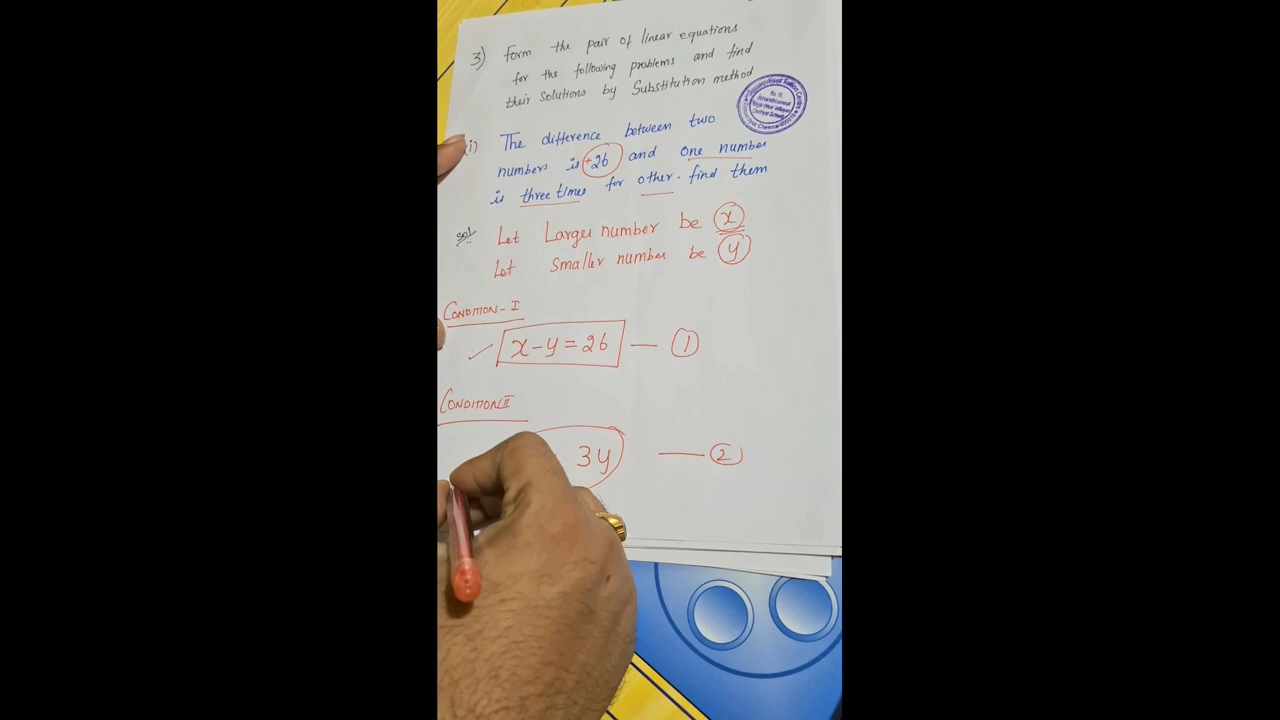 3) Form the pair of linear equations
for the following problems and find
their solutions by Substitution method
(i) The difference between two
numbers is +26 and one number
is three times for other. find them
Sol Let Larger number be x
Let Smaller number be y
CONDITION-I
x-y=26 — 1
CONDITION II
3y — 2